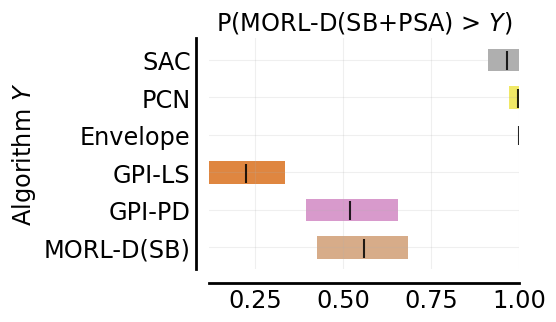 P(MORL-D(SB+PSA) > Y)
Algorithm Y
SAC
PCN
Envelope
GPI-LS
GPI-PD
MORL-D(SB)
0.25 0.50 0.75 1.00